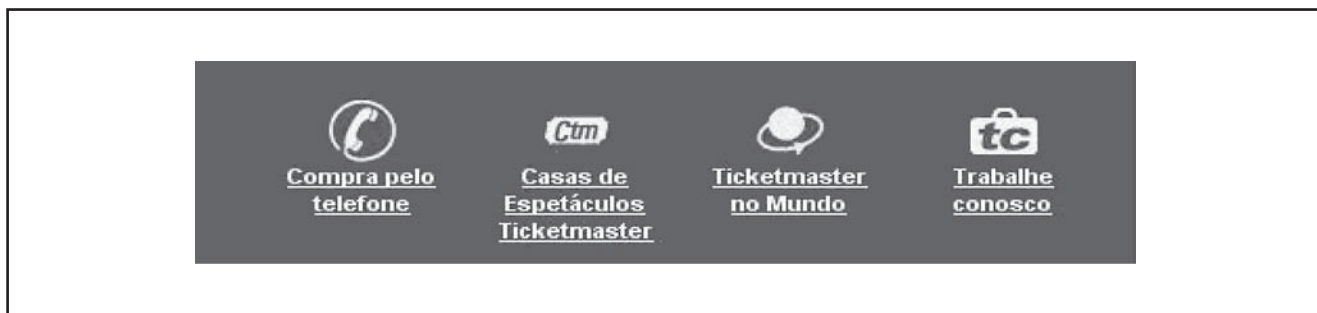 Ctm
tc
Compra pelo
telefone
Casas de
Espetáculos
Ticketmaster
Ticketmaster
no Mundo
Trabalhe
conosco